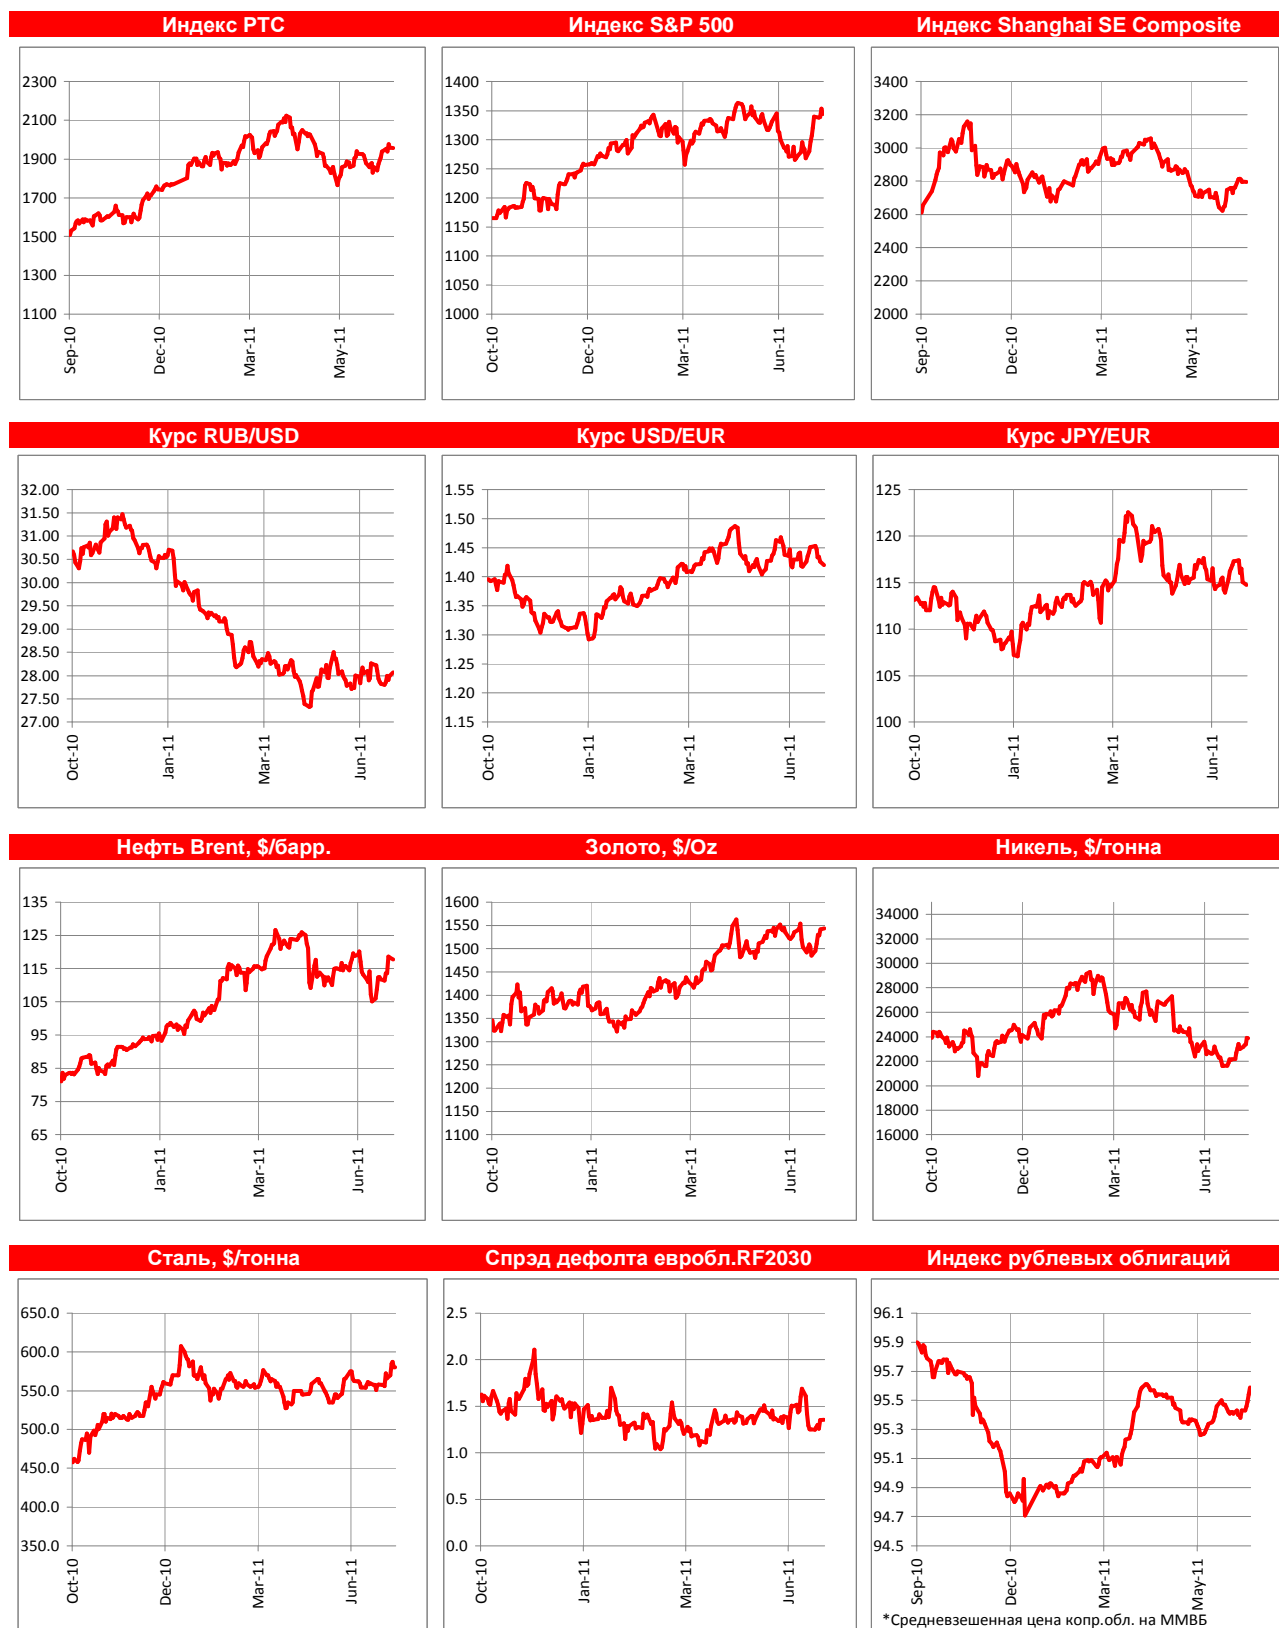 Индекс РТС
Индекс S&P 500
Индекс Shanghai SE Composite
2300
2100
1900
1700
1500
1300
1100
Sep-10
Dec-10
Mar-11
May-11
1400
1350
1300
1250
1200
1150
1100
1050
1000
Oct-10
Dec-10
Mar-11
Jun-11
3400
3200
3000
2800
2600
2400
2200
2000
Sep-10
Dec-10
Mar-11
May-11
Курс RUB/USD
Курс USD/EUR
Курс JPY/EUR
32.00
31.50
31.00
30.50
30.00
29.50
29.00
28.50
28.00
27.50
27.00
Oct-10
Jan-11
Mar-11
Jun-11
1.55
1.50
1.45
1.40
1.35
1.30
1.25
1.20
1.15
Oct-10
Jan-11
Mar-11
Jun-11
125
120
115
110
105
100
Oct-10
Jan-11
Mar-11
Jun-11
Нефть Brent, $/барр.
Золото, $/Oz
Никель, $/тонна
135
125
115
105
95
85
75
65
Oct-10
Jan-11
Mar-11
Jun-11
1600
1550
1500
1450
1400
1350
1300
1250
1200
1150
1100
Oct-10
Jan-11
Mar-11
Jun-11
34000
32000
30000
28000
26000
24000
22000
20000
18000
16000
Oct-10
Dec-10
Mar-11
Jun-11
Сталь, $/тонна
Спрэд дефолта евробл.RF2030
Индекс рублевых облигаций
650.0
600.0
550.0
500.0
450.0
400.0
350.0
Oct-10
Dec-10
Mar-11
Jun-11
2.5
2.0
1.5
1.0
0.5
0.0
Oct-10
Jan-11
Mar-11
Jun-11
96.1
95.9
95.7
95.5
95.3
95.1
94.9
94.7
94.5
Sep-10
Dec-10
Mar-11
May-11
*Средневзешенная цена копр.обл. на ММВБ